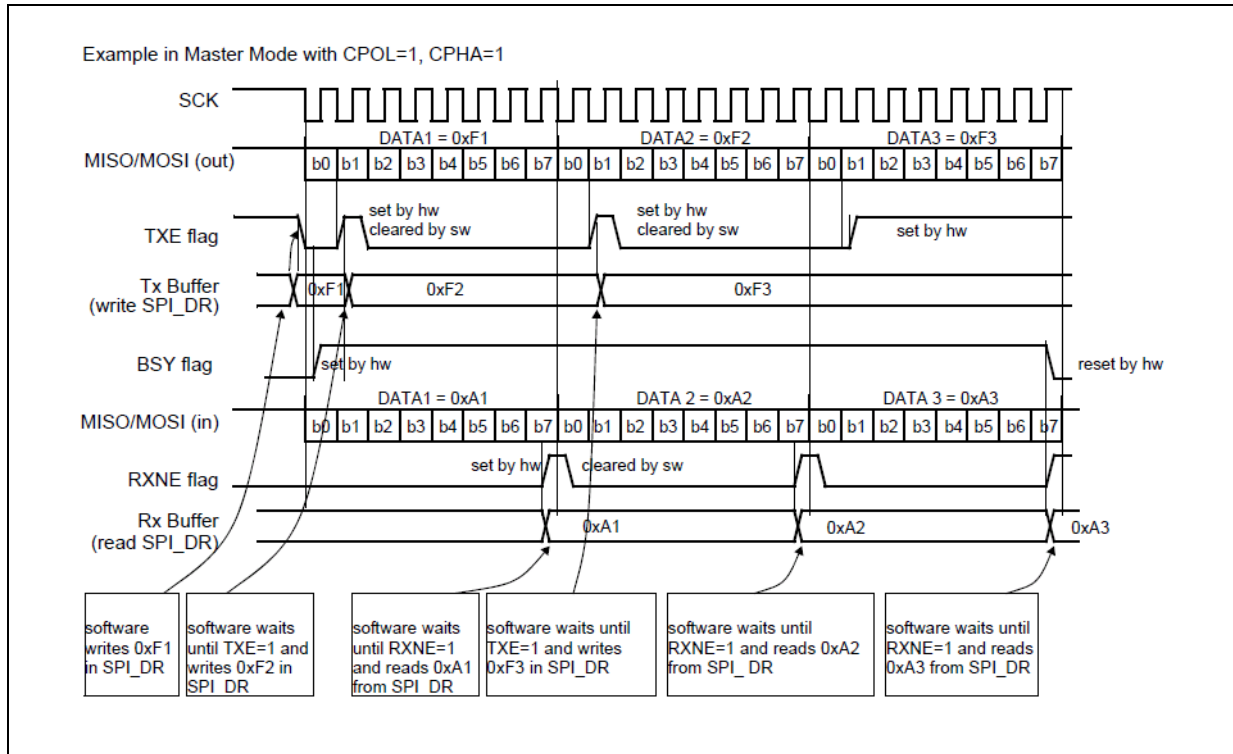 Example in Master Mode with CPOL=1, CPHA=1
SCK
DATA1 = 0xF1 DATA2 = 0xF2 DATA3 = 0xF3
MISO/MOSI (out) b0 b1 b2 b3 b4 b5 b6 b7 b0 b1 b2 b3 b4 b5 b6 b7 b0 b1 b2 b3 b4 b5 b6 b7
set by hw set by hw
cleared by sw cleared by sw
TXE flag set by hw
Tx Buffer 0xF1 0xF2 0xF3
(write SPI_DR)
BSY flag set by hw reset by hw
DATA1 = 0xA1 DATA 2 = 0xA2 DATA 3 = 0xA3
MISO/MOSI (in) b0 b1 b2 b3 b4 b5 b6 b7 b0 b1 b2 b3 b4 b5 b6 b7 b0 b1 b2 b3 b4 b5 b6 b7
set by hw cleared by sw
RXNE flag
Rx Buffer 0xA1 0xA2 0xA3
(read SPI_DR)
software
writes 0xF1
in SPI_DR
software waits
until TXE=1 and
writes 0xF2 in
SPI_DR
software waits
until RXNE=1
and reads 0xA1
from SPI_DR
software waits until
TXE=1 and writes
0xF3 in SPI_DR
software waits until
RXNE=1 and reads 0xA2
from SPI_ DR
software waits until
RXNE=1 and reads
0xA3 from SPI_DR